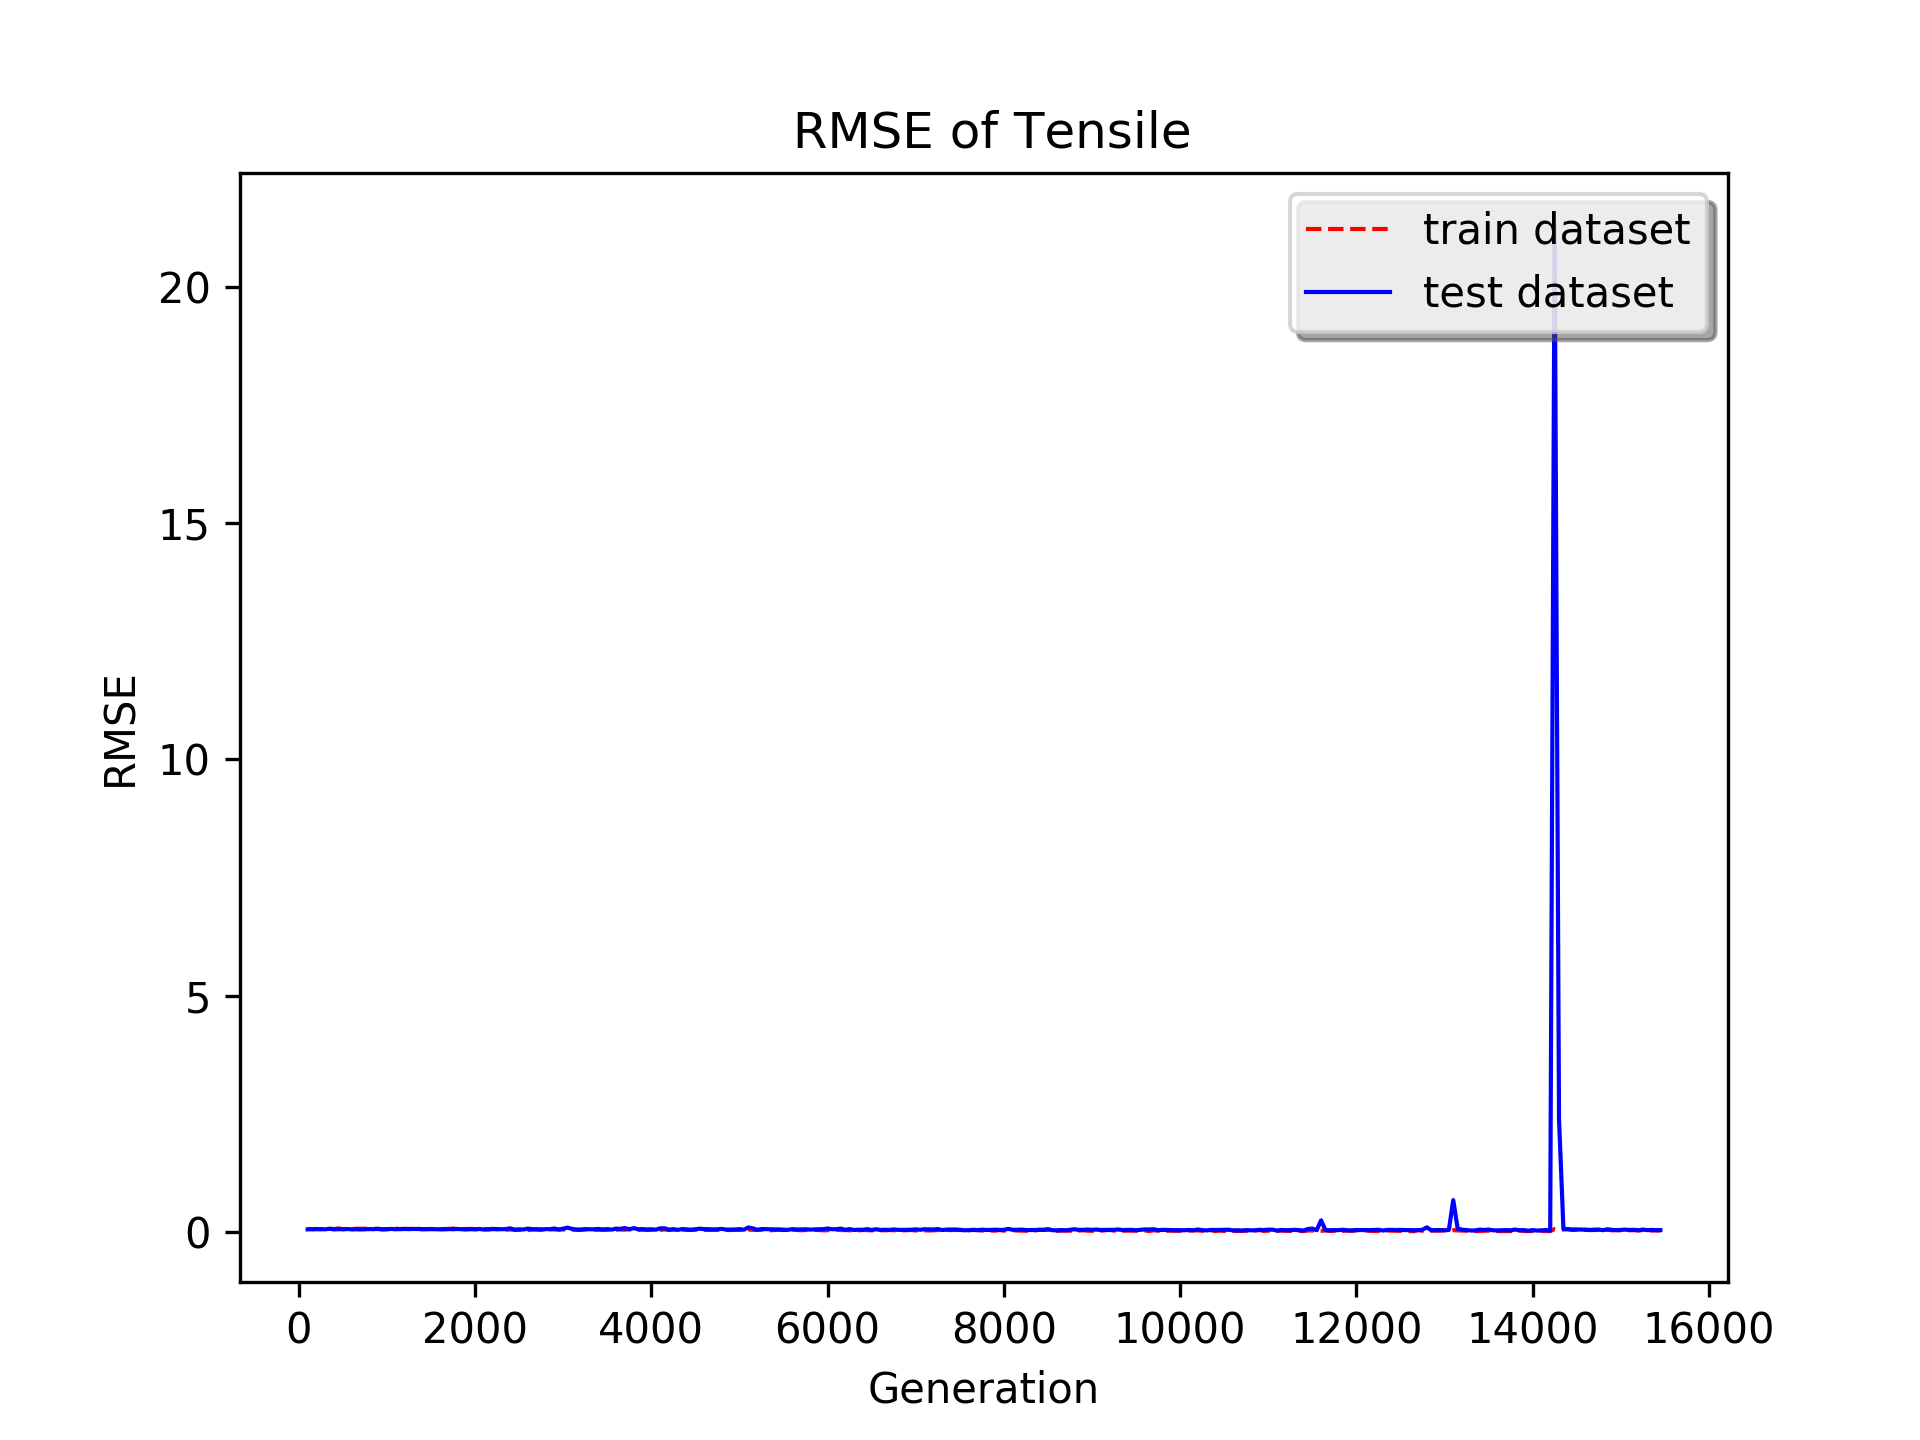 RMSE of Tensile
train dataset
test dataset
20
15
10
5
0
RMSE
0 2000 4000 6000 8000 10000 12000 14000 16000
Generation